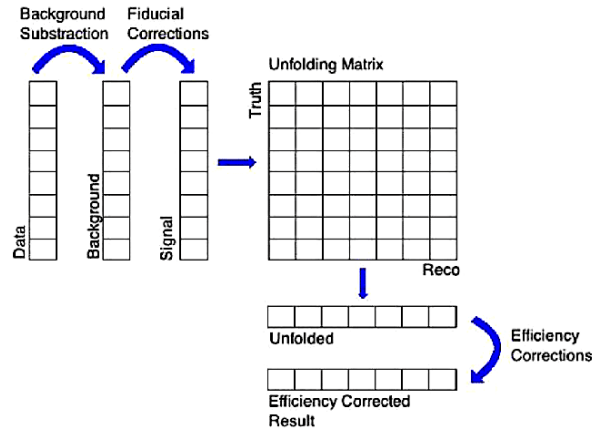 Background
Substraction
Fiducial
Corrections
Unfolding Matrix
Truth
Data
Background
Signal
Reco
Unfolded
Efficiency
Corrections
Efficiency Corrected
Result